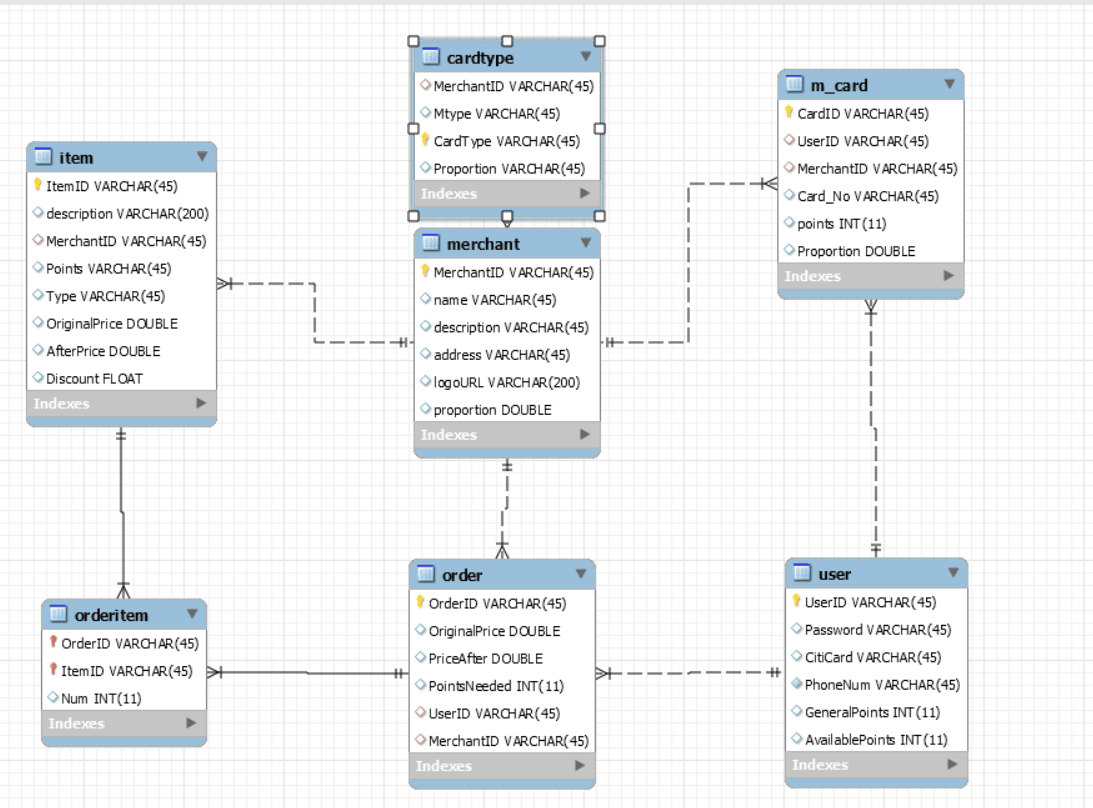 cardtype
MerchantID VARCHAR(45)
Mtype VARCHAR(45)
CardType VARCHAR(45)
Proportion VARCHAR(45)
Indexes
m_card
CardID VARCHAR(45)
UserID VARCHAR(45)
MerchantID VARCHAR(45)
Card_No VARCHAR(45)
points INT(11)
Proportion DOUBLE
Indexes
item
ItemID VARCHAR(45)
description VARCHAR(200)
MerchantID VARCHAR(45)
Points VARCHAR(45)
Type VARCHAR(45)
OriginalPrice DOUBLE
AfterPrice DOUBLE
Discount FLOAT
Indexes
merchant
MerchantID VARCHAR(45)
name VARCHAR(45)
description VARCHAR(45)
address VARCHAR(45)
logoURL VARCHAR(200)
proportion DOUBLE
Indexes
orderitem
OrderID VARCHAR(45)
ItemID VARCHAR(45)
Num INT(11)
Indexes
order
OrderID VARCHAR(45)
OriginalPrice DOUBLE
PriceAfter DOUBLE
PointsNeeded INT(11)
UserID VARCHAR(45)
MerchantID VARCHAR(45)
Indexes
user
UserID VARCHAR(45)
Password VARCHAR(45)
CitiCard VARCHAR(45)
PhoneNum VARCHAR(45)
GeneralPoints INT(11)
AvailablePoints INT(11)
Indexes